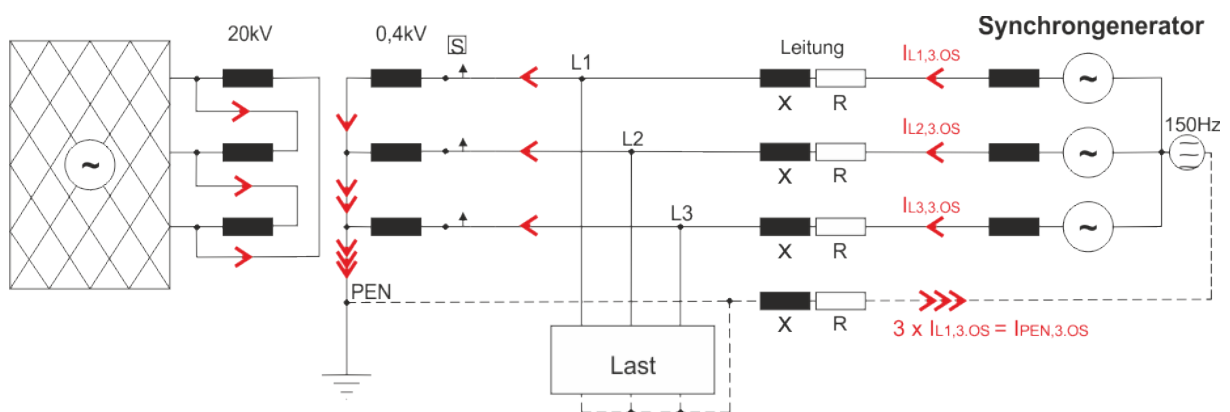 Synchrongenerator
20kV
0,4kV
S
L1
Leitung
IL1,3.OS
X
R
~
L2
IL2,3.OS
150Hz
~
X
R
~
L3
IL3,3.OS
X
R
~
PEN
X
R
3 x IL1,3.OS = IPEN,3.OS
Last